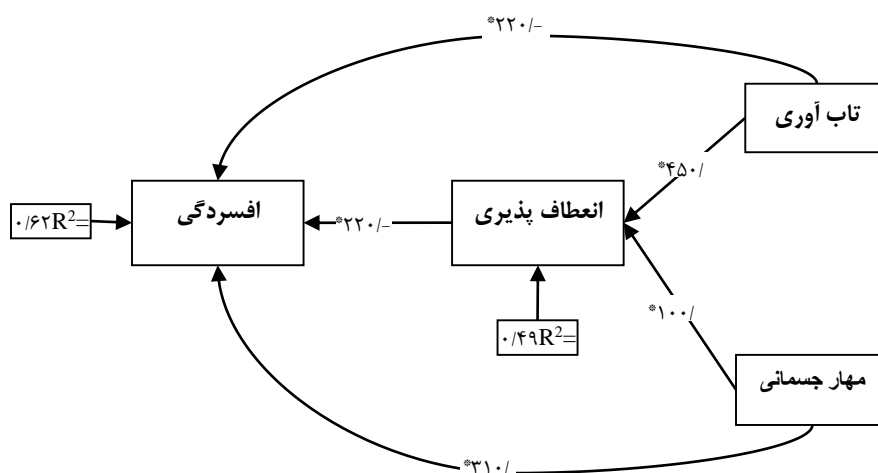 *۲۲۰/-
تاب آوری
*۴۵۰/
انعطاف پذیری
*۲۲۰/-
افسردگی
۰/۶۲R²=
*۱۰۰/
۰/۴۹R²=
مهار جسمانی
*۳۱۰/